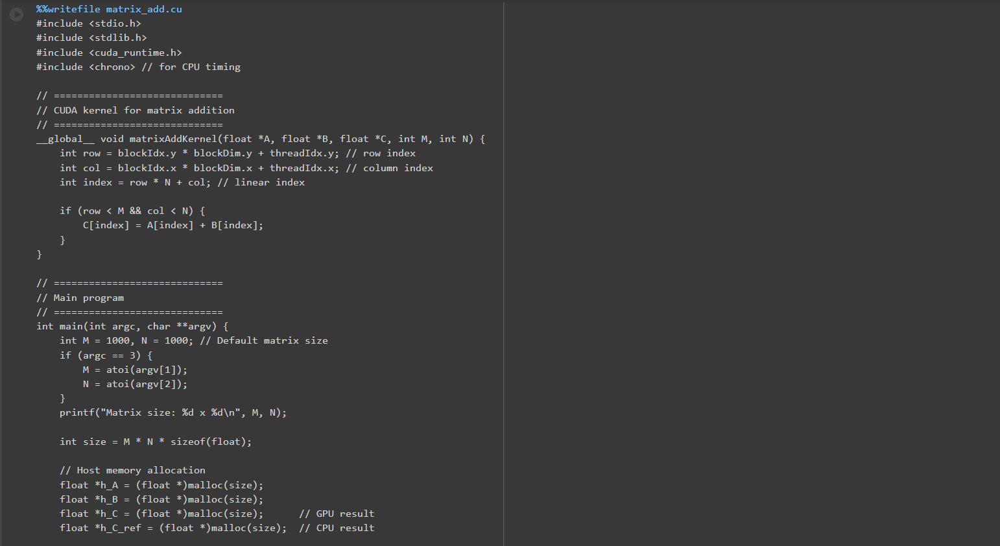 %%writefile matrix_add.cu
#include <stdio.h>
#include <stdlib.h>
#include <cuda_runtime.h>
#include <chrono> // for CPU timing

// =============================
// CUDA kernel for matrix addition
// =============================
__global__ void matrixAddKernel(float *A, float *B, float *C, int M, int N) {
    int row = blockIdx.y * blockDim.y + threadIdx.y; // row index
    int col = blockIdx.x * blockDim.x + threadIdx.x; // column index
    int index = row * N + col; // linear index

    if (row < M && col < N) {
        C[index] = A[index] + B[index];
    }
}

// =============================
// Main program
// =============================
int main(int argc, char **argv) {
    int M = 1000, N = 1000; // Default matrix size
    if (argc == 3) {
        M = atoi(argv[1]);
        N = atoi(argv[2]);
    }
    printf("Matrix size: %d x %d\n", M, N);

    int size = M * N * sizeof(float);

    // Host memory allocation
    float *h_A = (float *)malloc(size);
    float *h_B = (float *)malloc(size);
    float *h_C = (float *)malloc(size);      // GPU result
    float *h_C_ref = (float *)malloc(size);  // CPU result